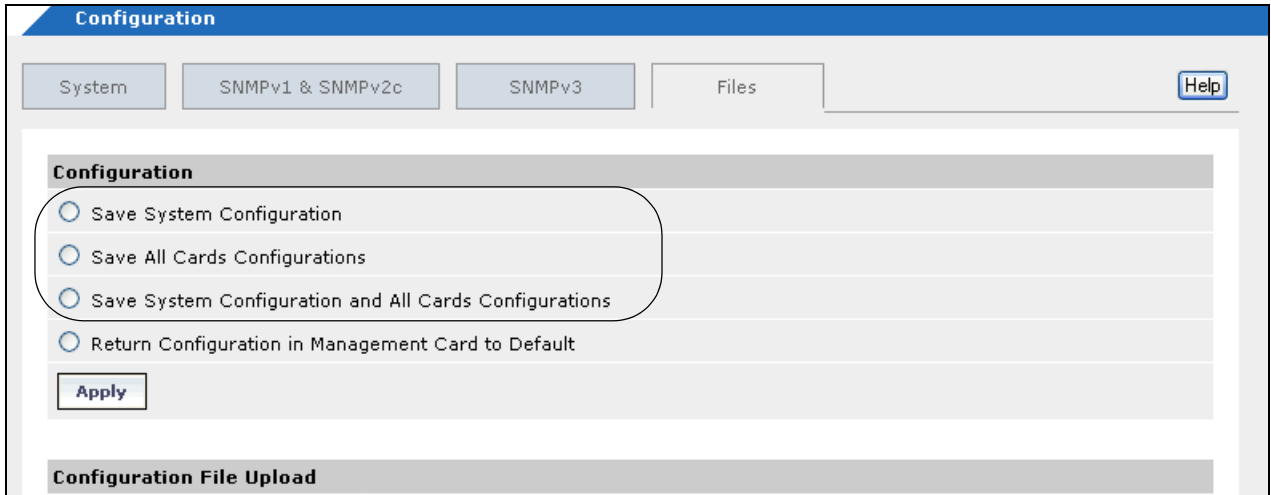 Configuration
System
SNMPv1 & SNMPv2c
SNMPv3
Files
Help
Configuration
Save System Configuration
Save All Cards Configurations
Save System Configuration and All Cards Configurations
Return Configuration in Management Card to Default
Apply
Configuration File Upload